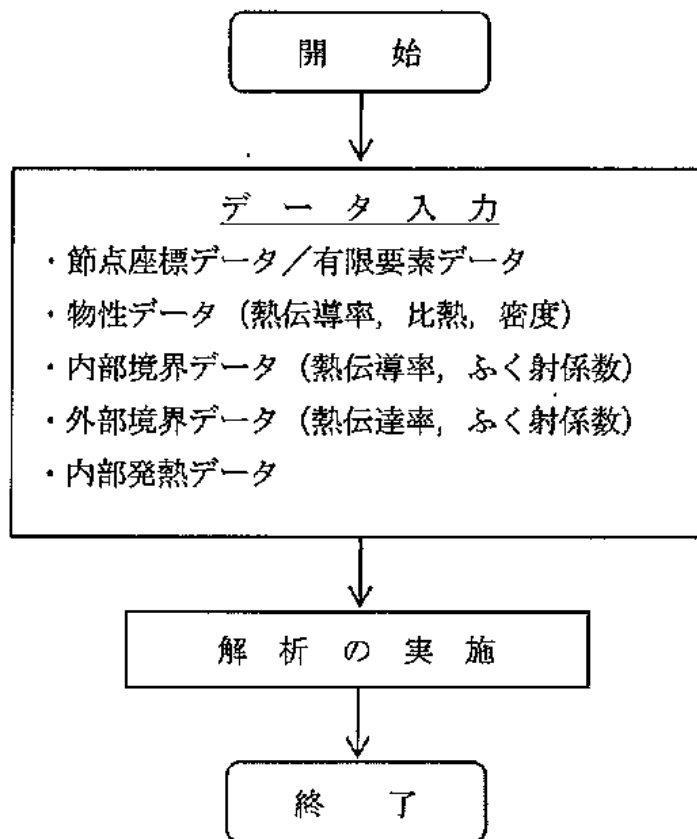 開始
データ入力
・節点座標データ/有限要素データ
・物性データ（熱伝導率，比熱，密度）
・内部境界データ（熱伝導率，ふく射係数）
・外部境界データ（熱伝達率，ふく射係数）
・内部発熱データ
解析の実施
終了